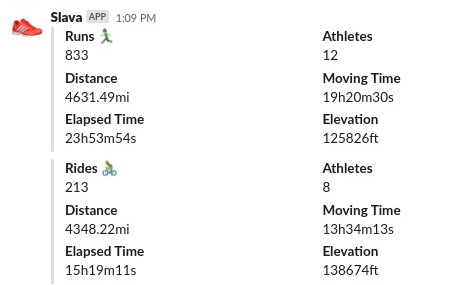 Slava APP 1:09 PM
Runs 🏃‍♂️ Athletes
833 12
Distance Moving Time
4631.49mi 19h20m30s
Elapsed Time Elevation
23h53m54s 125826ft
Rides 🚴‍♂️ Athletes
213 8
Distance Moving Time
4348.22mi 13h34m13s
Elapsed Time Elevation
15h19m11s 138674ft